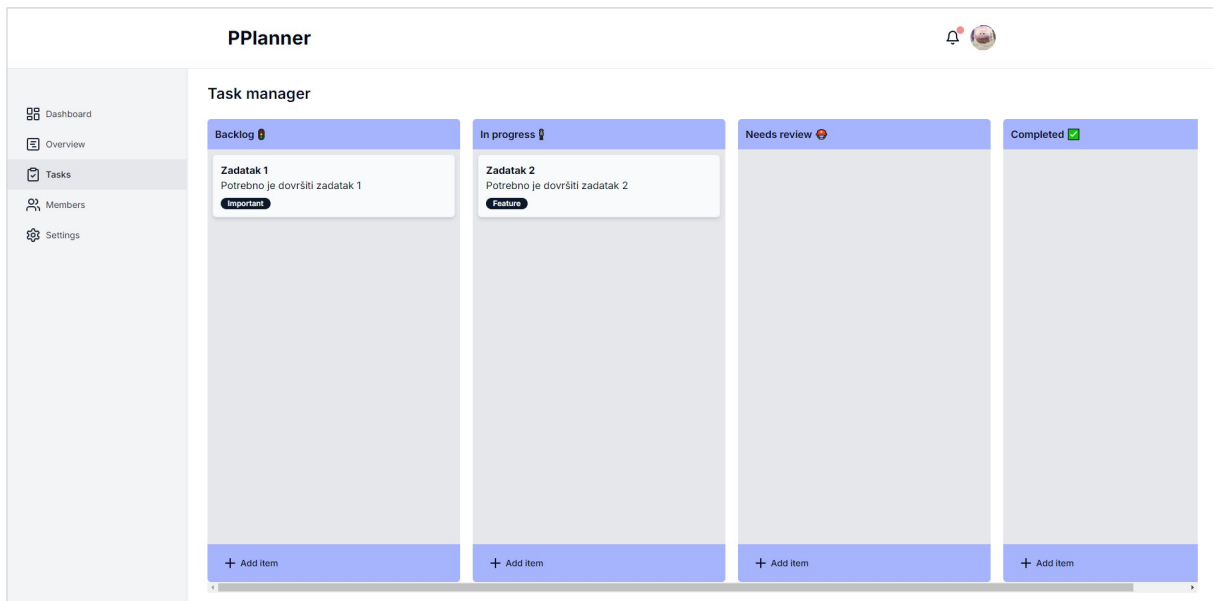 PPlanner
Dashboard
Overview
Tasks
Members
Settings
Task manager
Backlog
Zadatak 1
Potrebno je dovršiti zadatak 1
Important
+ Add item
In progress
Zadatak 2
Potrebno je dovršiti zadatak 2
Feature
+ Add item
Needs review
+ Add item
Completed ✅
+ Add item